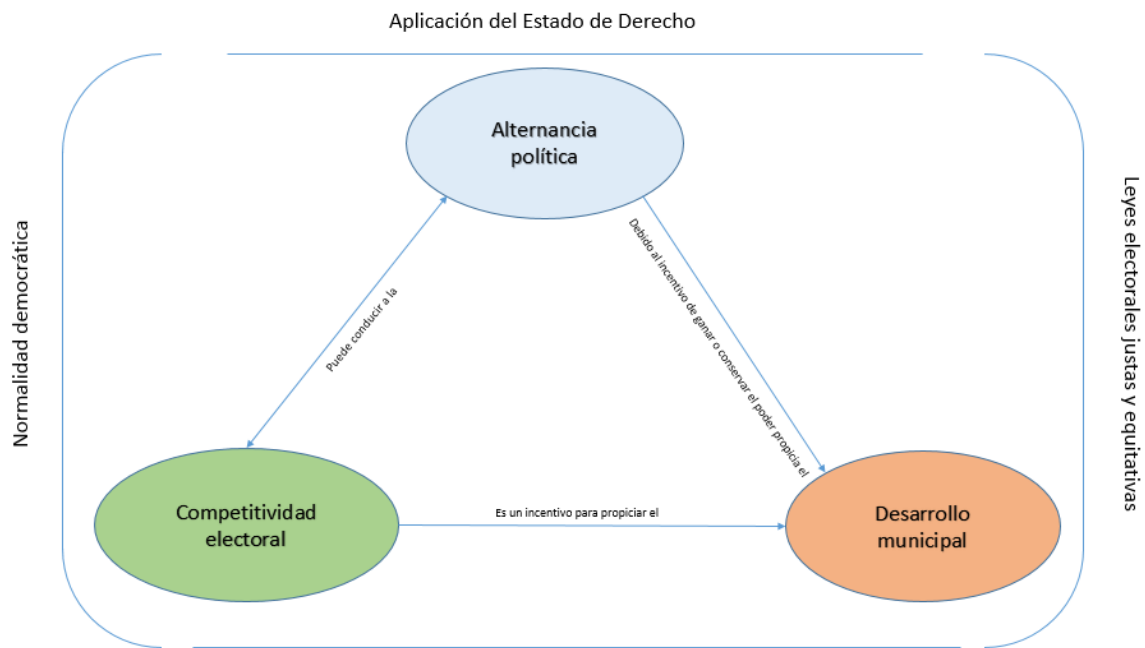 Aplicación del Estado de Derecho
Alternancia
política
Normalidad democrática
Leyes electorales justas y equitativas
Puede conducir a la
Debido al incentivo de ganar o conservar el poder propicia el
Competitividad
electoral
Es un incentivo para propiciar el
Desarrollo
municipal